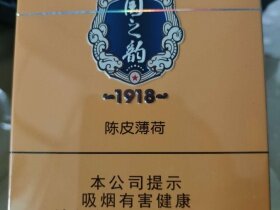 国之韵
~1918~
陈皮薄荷
本公司提示
吸烟有害健康